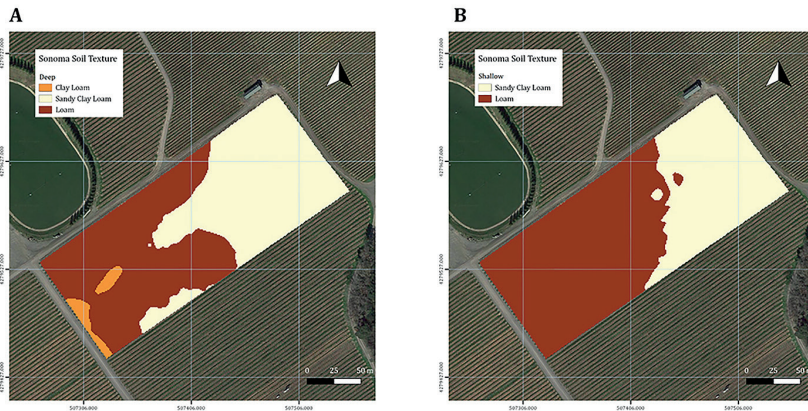 A
Sonoma Soil Texture
Deep
Clay Loam
Sandy Clay Loam
Loam
0 25 50 m
507306.000 507406.000 507506.000
B
Sonoma Soil Texture
Shallow
Sandy Clay Loam
Loam
0 25 50 m
507306.000 507406.000 507506.000